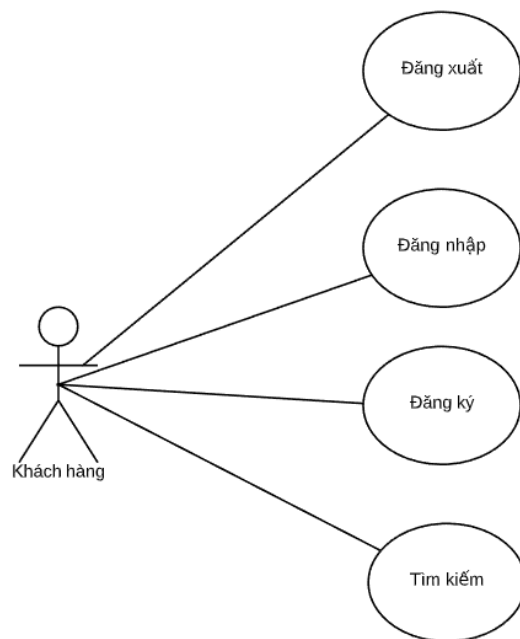 Đăng xuất
Đăng nhập
Đăng ký
Khách hàng
Tìm kiếm